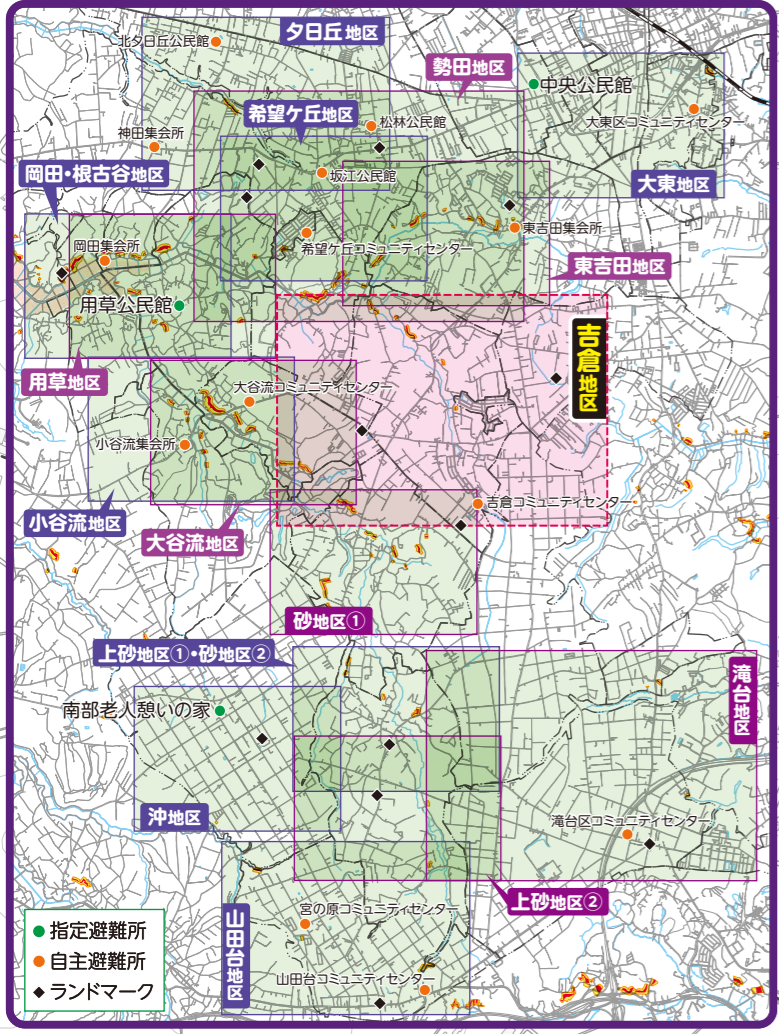 夕日丘地区
北夕日丘公民館
勢田地区
中央公民館
希望ケ丘地区
松林公民館
大東区コミュニティセンター
神田集会所
岡田・根古谷地区
坂江公民館
大東地区
東吉田集会所
岡田集会所
希望ケ丘コミュニティセンター
東吉田地区
用草公民館
吉倉地区
用草地区
大谷流コミュニティセンター
小谷流集会所
吉倉コミュニティセンター
小谷流地区
大谷流地区
砂地区①
上砂地区①・砂地区②
滝台地区
南部老人憩いの家
沖地区
滝台区コミュニティセンター
上砂地区②
宮の原コミュニティセンター
山田台地区
山田台コミュニティセンター
指定避難所
自主避難所
ランドマーク